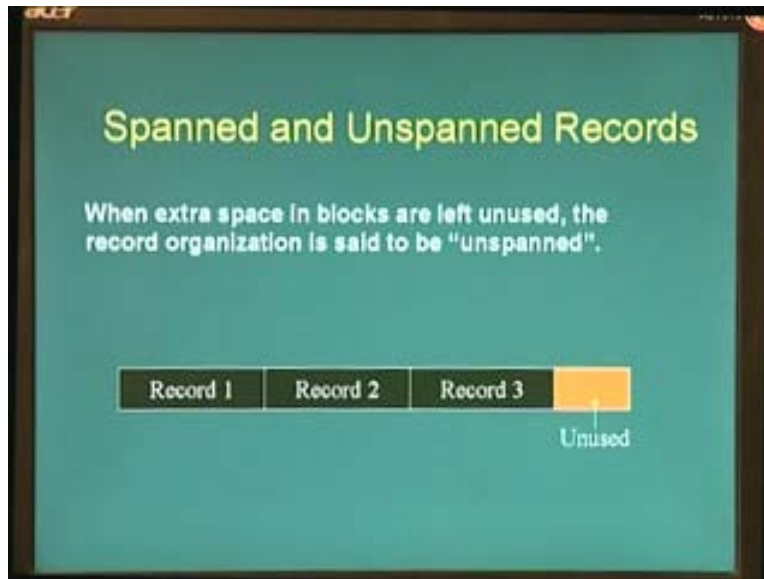 acer
Spanned and Unspanned Records
When extra space in blocks are left unused, the
record organization is said to be "unspanned".
Record 1 Record 2 Record 3
Unused